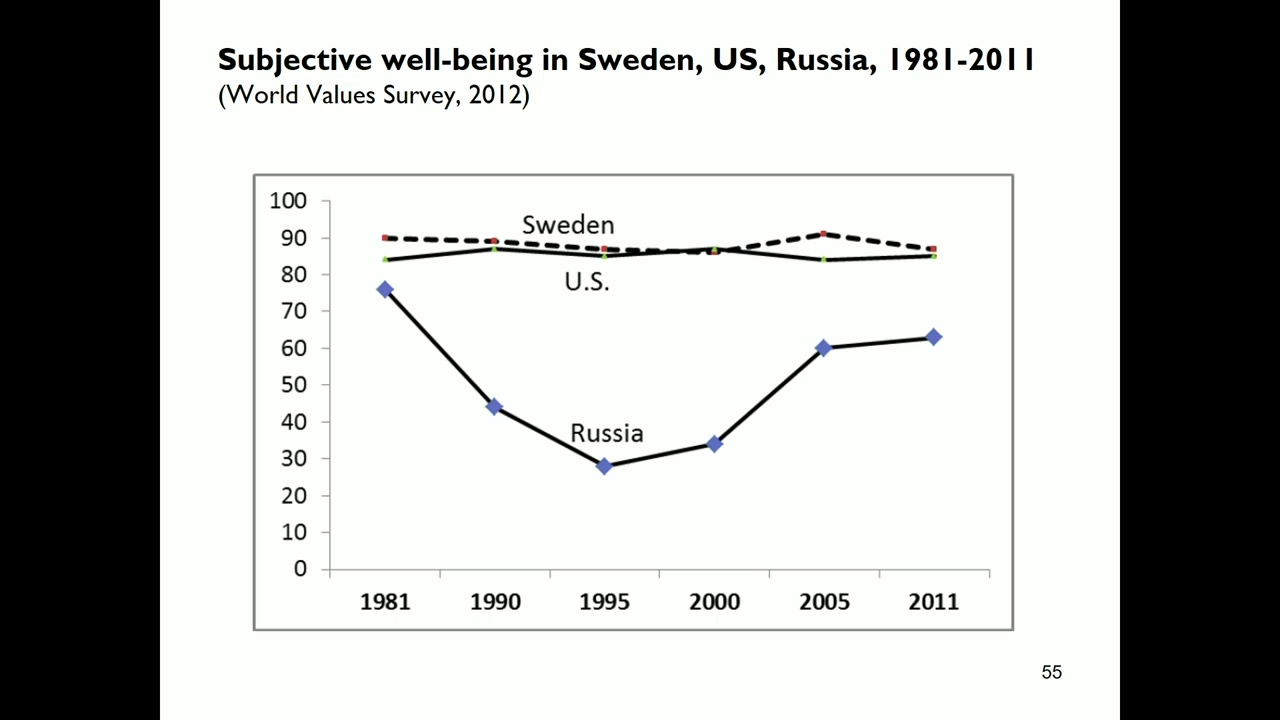 Subjective well-being in Sweden, US, Russia, 1981-2011
(World Values Survey, 2012)
100
90
80
70
60
50
40
30
20
10
0
Sweden
U.S.
Russia
1981 1990 1995 2000 2005 2011
55